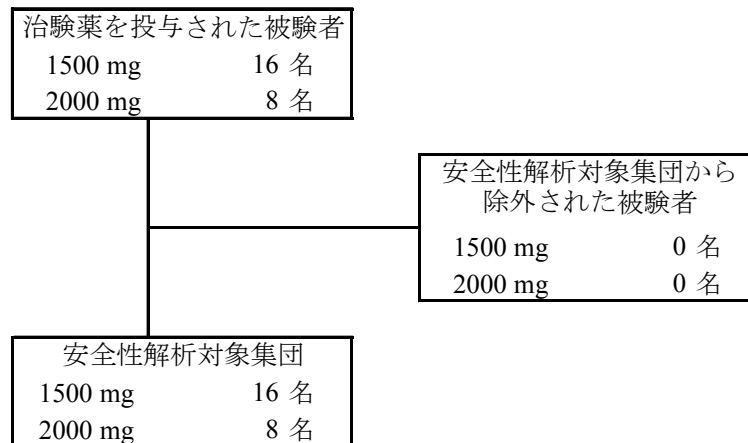 治験薬を投与された被験者
1500 mg 16 名
2000 mg 8 名
安全性解析対象集団から
除外された被験者
1500 mg 0 名
2000 mg 0 名
安全性解析対象集団
1500 mg 16 名
2000 mg 8 名